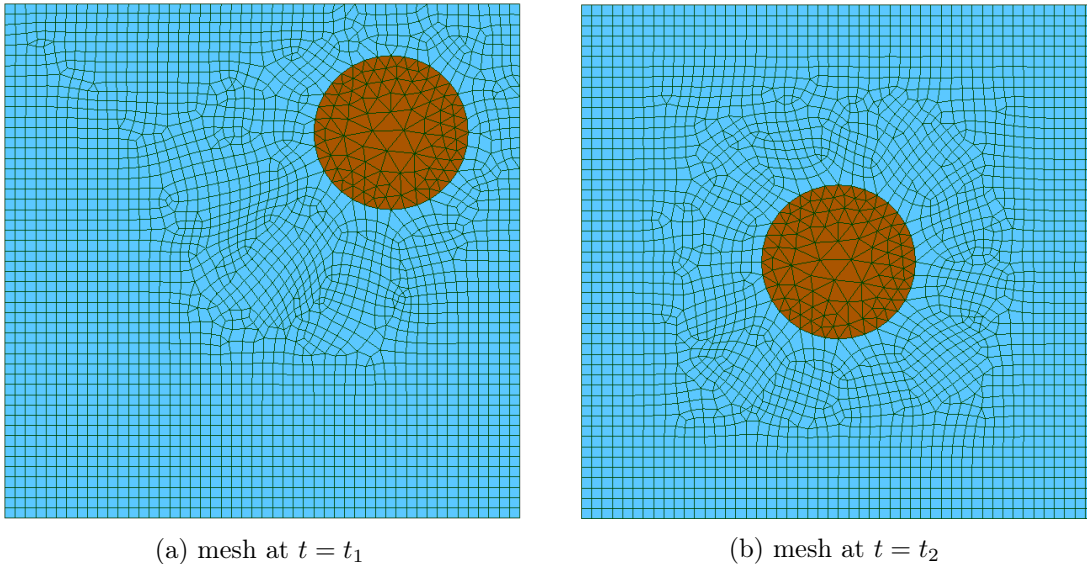 (a) mesh at t = t₁
(b) mesh at t = t₂